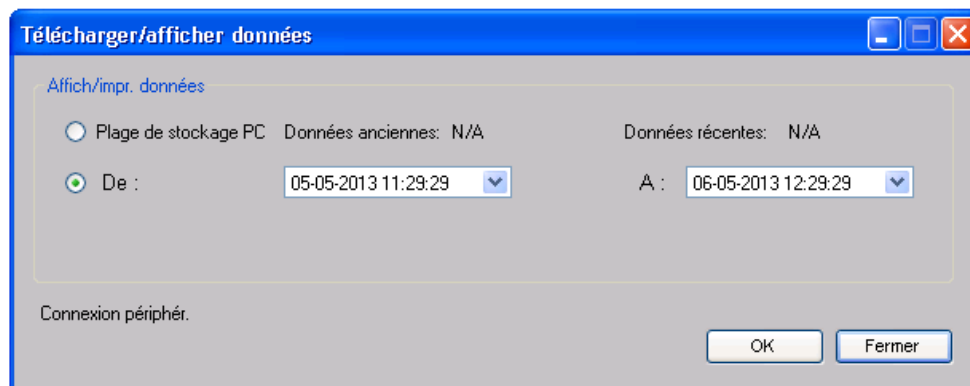 Télécharger/afficher données
Affich/impr. données
Plage de stockage PC Données anciennes: N/A Données récentes: N/A
De : 05-05-2013 11:29:29 A : 06-05-2013 12:29:29
Connexion périphér.
OK Fermer